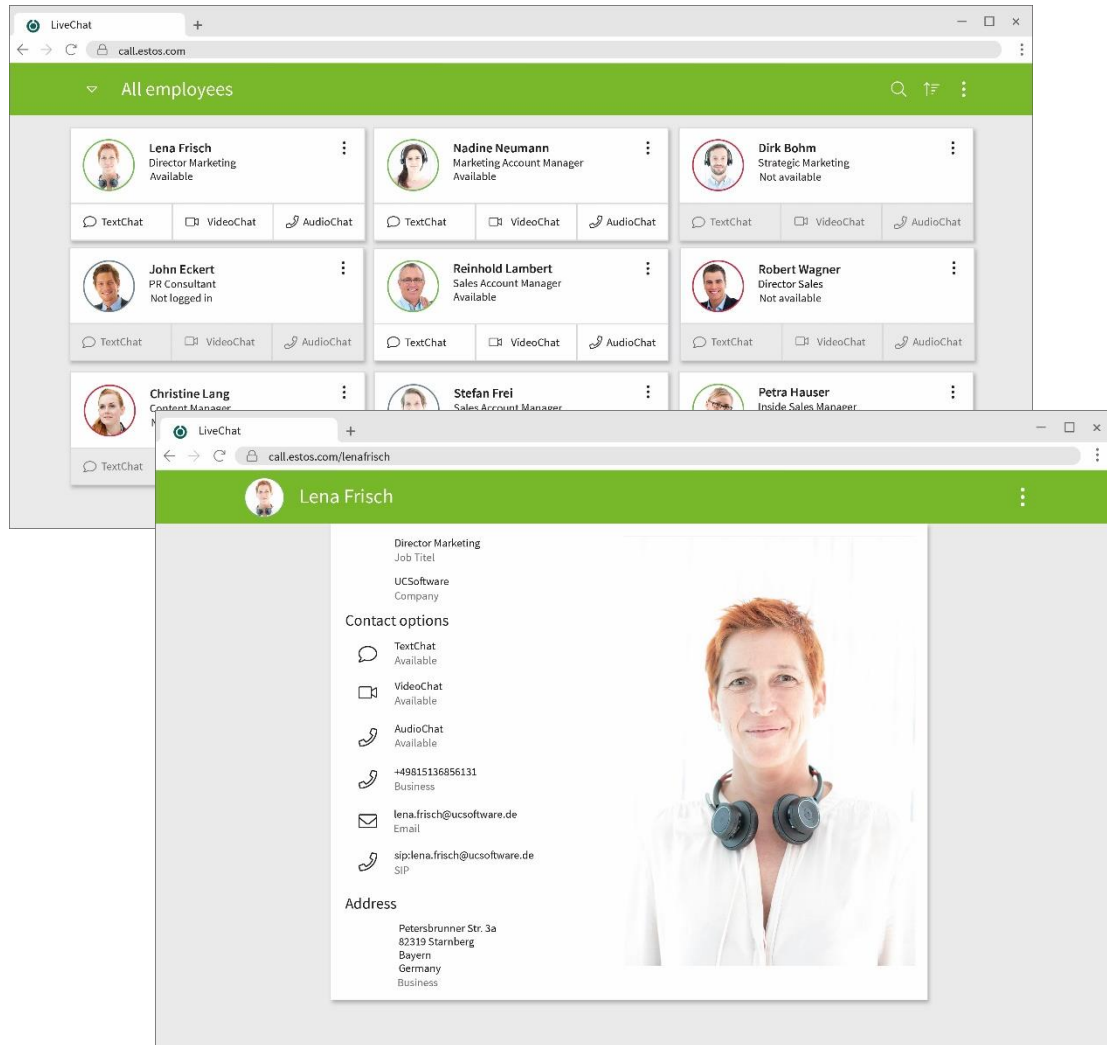 LiveChat
call.estos.com
All employees
Lena Frisch
Director Marketing
Available
TextChat VideoChat AudioChat
Nadine Neumann
Marketing Account Manager
Available
TextChat VideoChat AudioChat
Dirk Bohm
Strategic Marketing
Not available
TextChat VideoChat AudioChat
John Eckert
PR Consultant
Not logged in
TextChat VideoChat AudioChat
Reinhold Lambert
Sales Account Manager
Available
TextChat VideoChat AudioChat
Robert Wagner
Director Sales
Not available
TextChat VideoChat AudioChat
Christine Lang
Content Manager
TextChat
Stefan Frei
Sales Account Manager
Petra Hauser
Inside Sales Manager
LiveChat
call.estos.com/lenafrisch
Lena Frisch
Director Marketing
Job Titel
UCSoftware
Company
Contact options
TextChat
Available
VideoChat
Available
AudioChat
Available
+49815136856131
Business
lena.frisch@ucsoftware.de
Email
sip:lena.frisch@ucsoftware.de
SIP
Address
Petersbrunner Str. 3a
82319 Starnberg
Bayern
Germany
Business